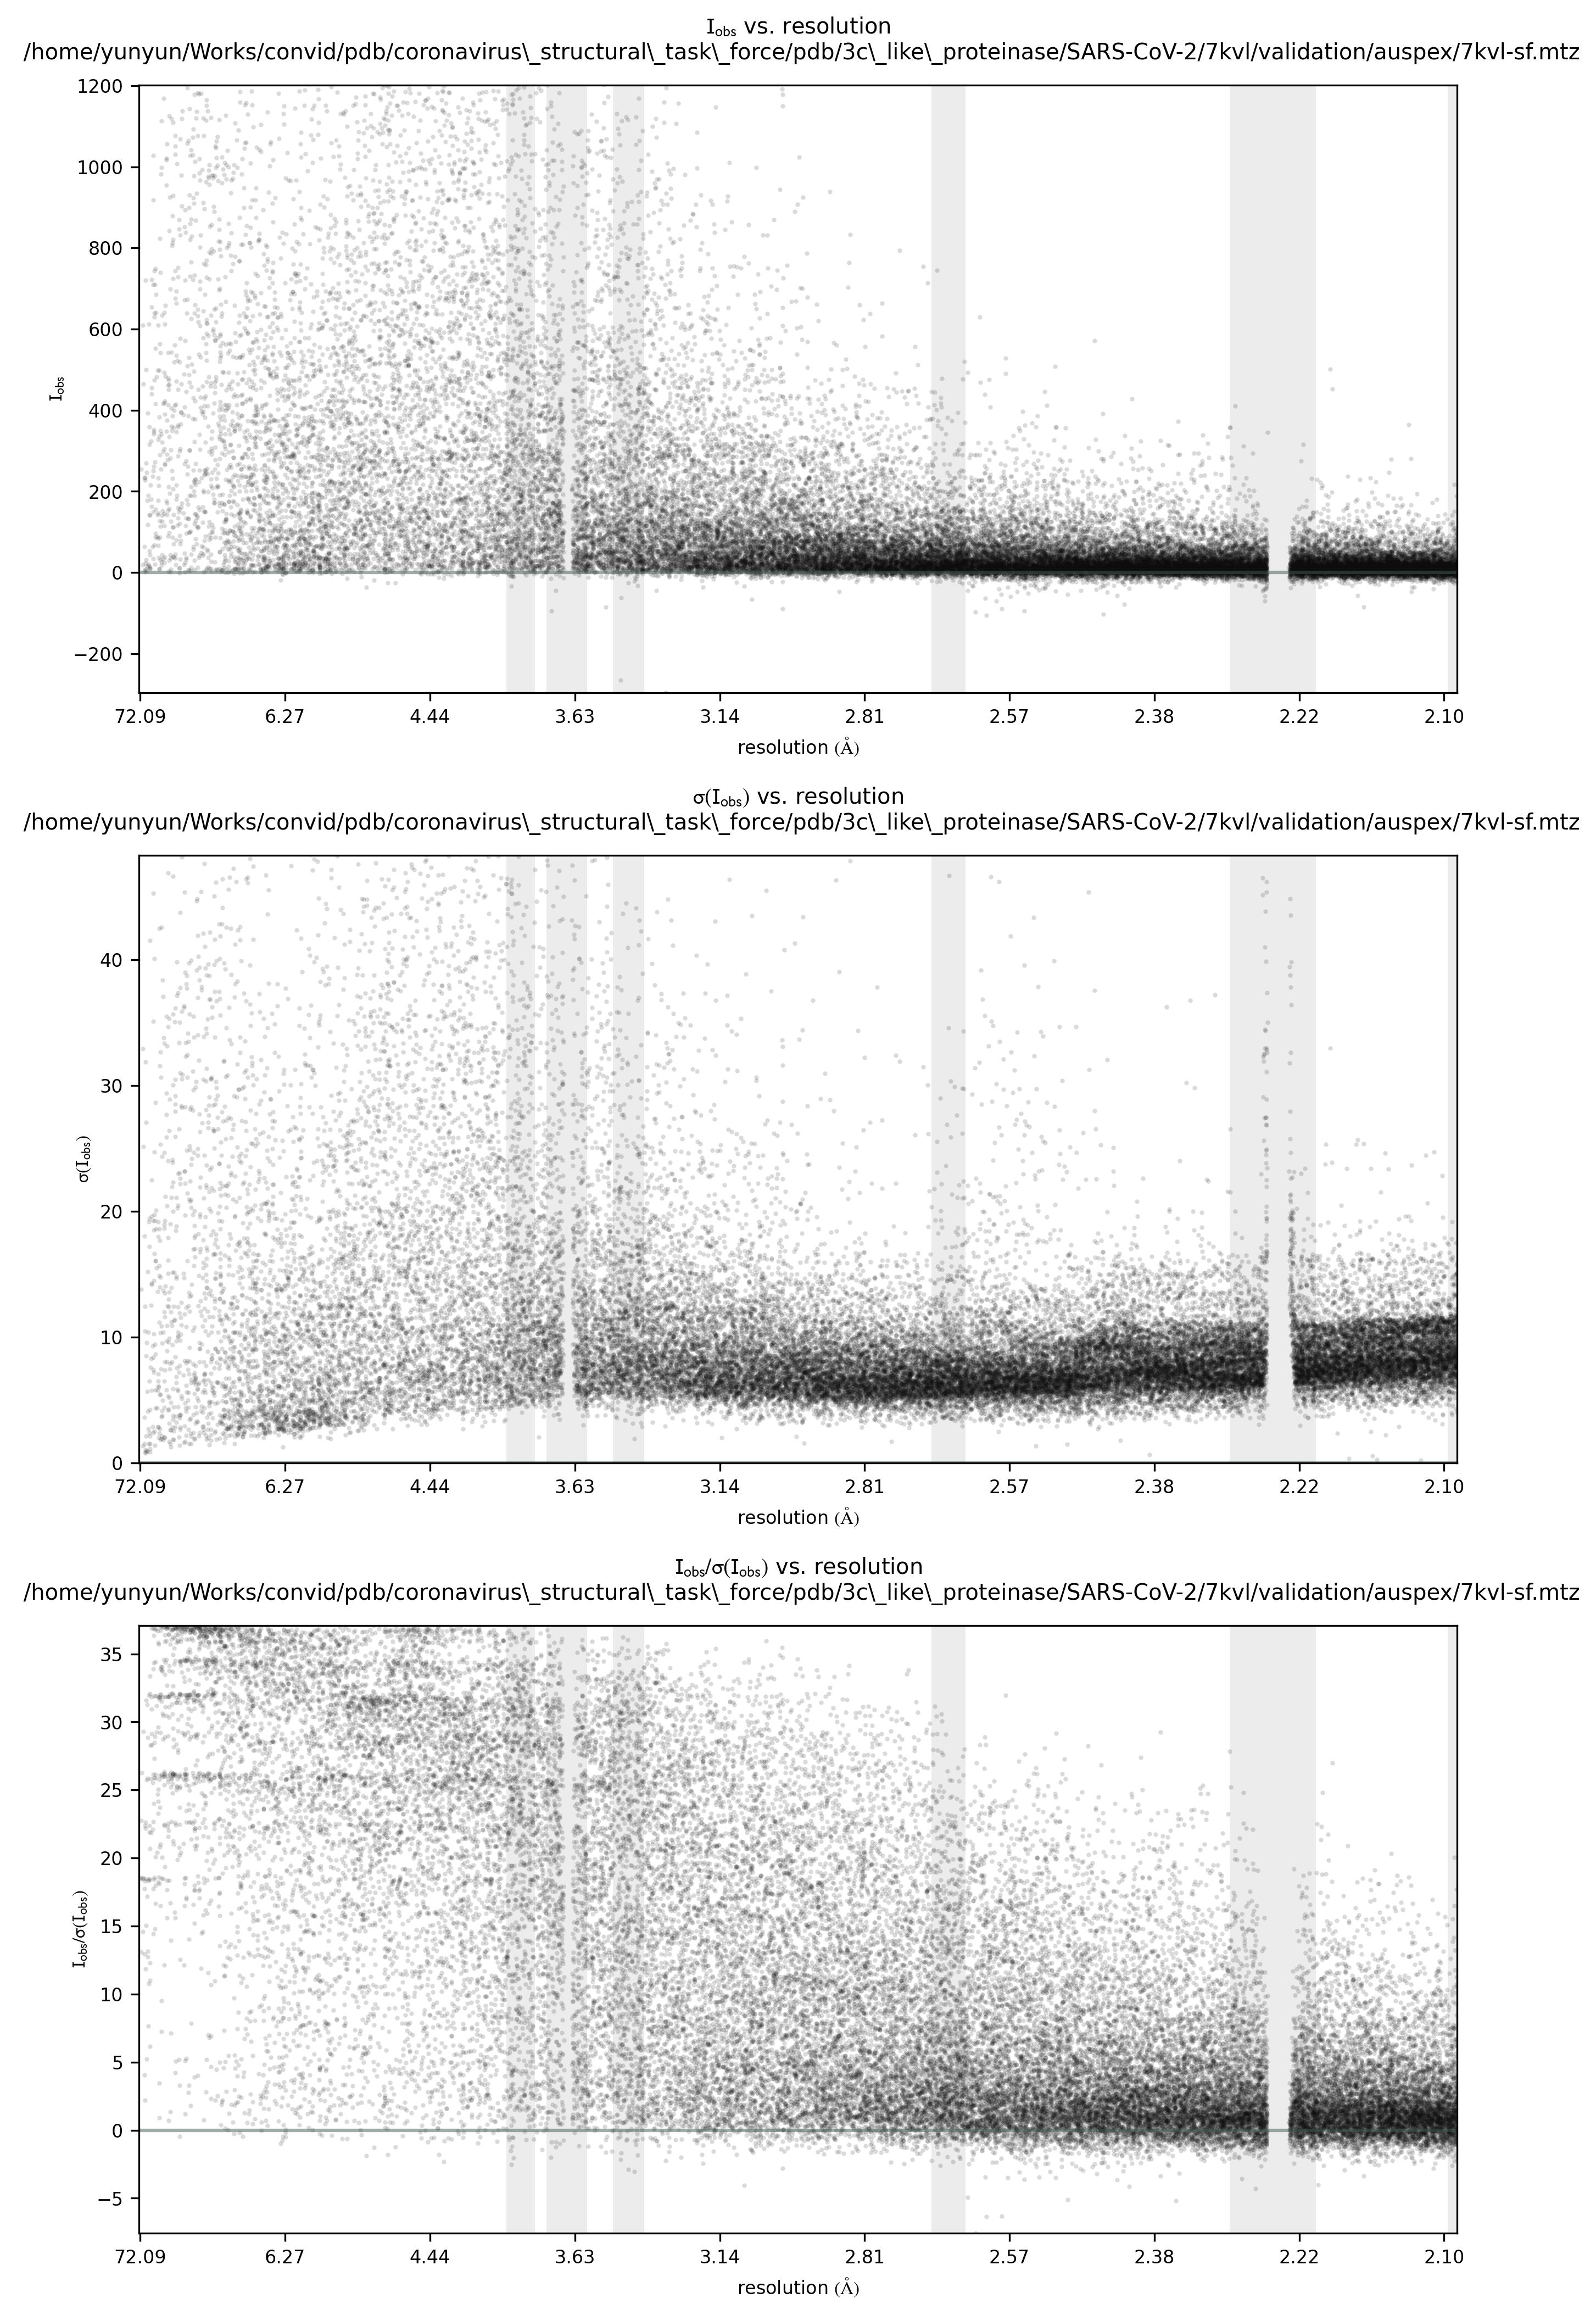 Iobs vs. resolution
/home/yunyun/Works/convid/pdb/coronavirus\_structural\_task\_force/pdb/3c\_like\_proteinase/SARS-CoV-2/7kvl/validation/auspex/7kvl-sf.mtz
1200
1000
800
600
400
200
0
−200
Iobs
72.09 6.27 4.44 3.63 3.14 2.81 2.57 2.38 2.22 2.10
resolution (Å)
σ(Iobs) vs. resolution
/home/yunyun/Works/convid/pdb/coronavirus\_structural\_task\_force/pdb/3c\_like\_proteinase/SARS-CoV-2/7kvl/validation/auspex/7kvl-sf.mtz
40
30
20
10
0
σ(Iobs)
72.09 6.27 4.44 3.63 3.14 2.81 2.57 2.38 2.22 2.10
resolution (Å)
Iobs/σ(Iobs) vs. resolution
/home/yunyun/Works/convid/pdb/coronavirus\_structural\_task\_force/pdb/3c\_like\_proteinase/SARS-CoV-2/7kvl/validation/auspex/7kvl-sf.mtz
35
30
25
20
15
10
5
0
−5
Iobs/σ(Iobs)
72.09 6.27 4.44 3.63 3.14 2.81 2.57 2.38 2.22 2.10
resolution (Å)